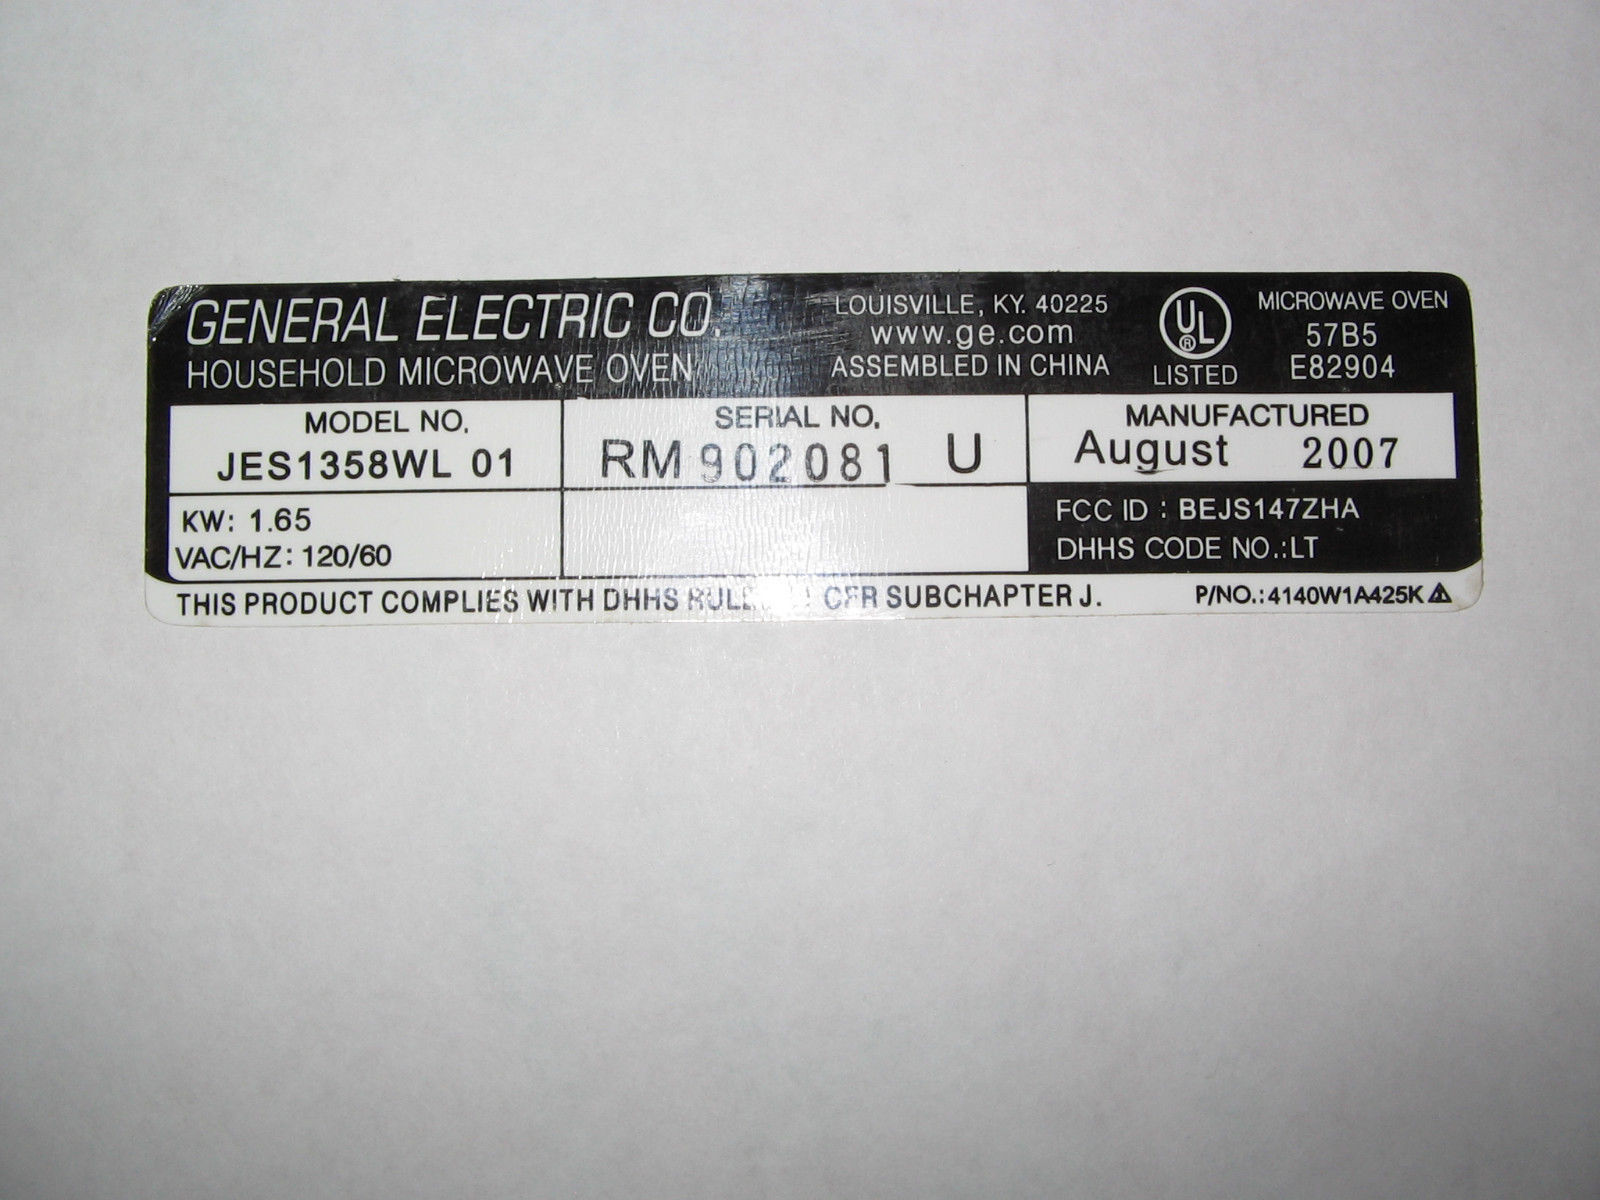 GENERAL ELECTRIC CO.
HOUSEHOLD MICROWAVE OVEN
LOUISVILLE, KY. 40225
www.ge.com
ASSEMBLED IN CHINA
UL
®
LISTED
MICROWAVE OVEN
57B5
E82904
MODEL NO.
JES1358WL 01
SERIAL NO.
RM 902081 U
MANUFACTURED
August 2007
KW: 1.65
VAC/HZ: 120/60
FCC ID : BEJS147ZHA
DHHS CODE NO.:LT
THIS PRODUCT COMPLIES WITH DHHS CFR SUBCHAPTER J.
P/NO.:4140W1A425K